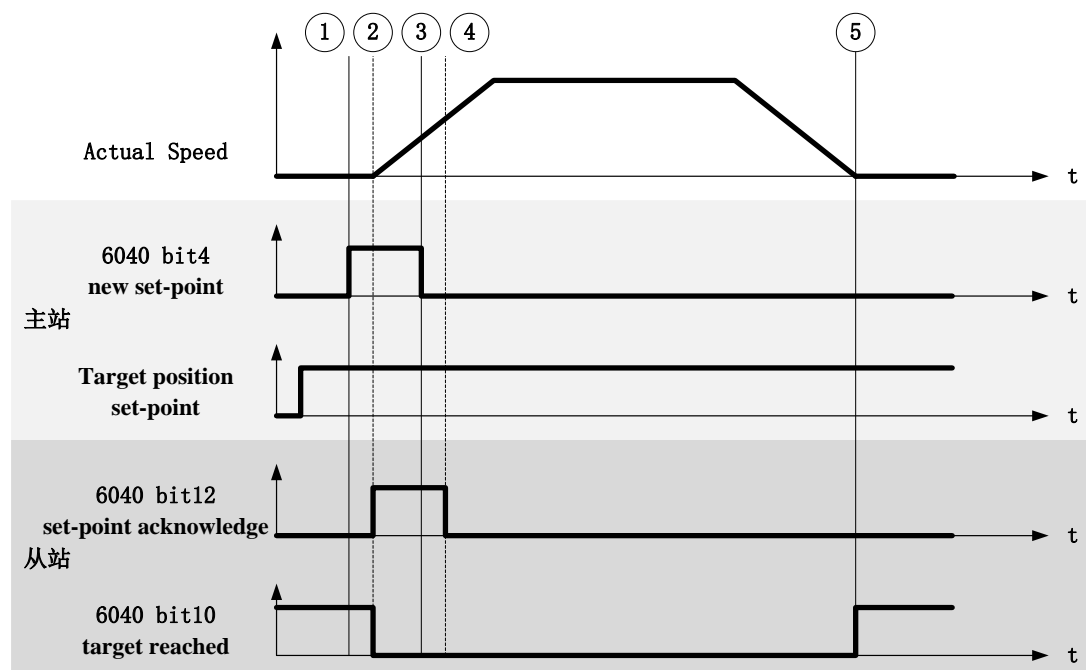 ① ② ③ ④ ⑤
Actual Speed
t
6040 bit4
new set-point
t
主站
Target position
set-point
t
6040 bit12
set-point acknowledge
t
从站
6040 bit10
target reached
t